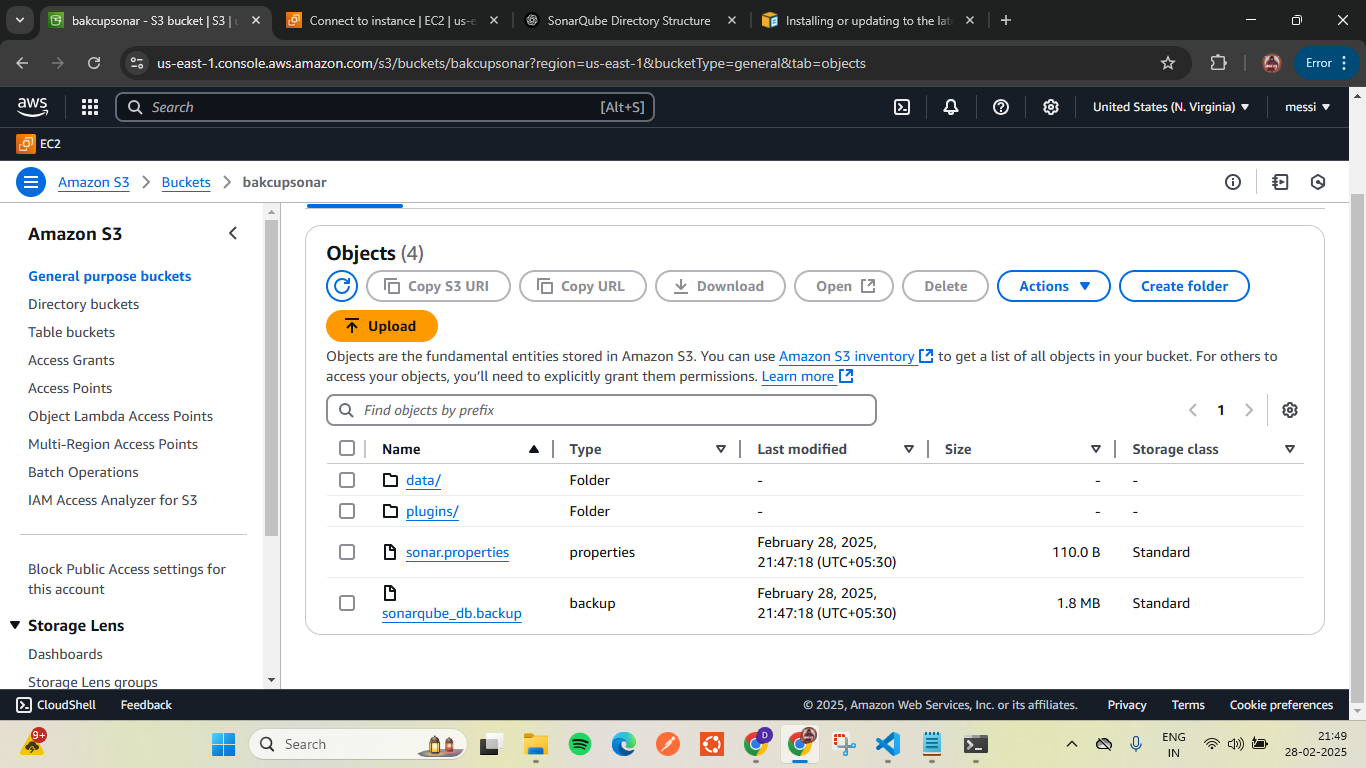 bakcupsonar - S3 bucket | S3 | u
Connect to instance | EC2 | us-e
SonarQube Directory Structure
Installing or updating to the late
us-east-1.console.aws.amazon.com/s3/buckets/bakcupsonar?region=us-east-1&bucketType=general&tab=objects
Error
aws
Search
[Alt+S]
United States (N. Virginia)
messi
EC2
Amazon S3
Buckets
bakcupsonar
Amazon S3
General purpose buckets
Directory buckets
Table buckets
Access Grants
Access Points
Object Lambda Access Points
Multi-Region Access Points
Batch Operations
IAM Access Analyzer for S3
Block Public Access settings for
this account
Storage Lens
Dashboards
Storage Lens groups
Objects (4)
Copy S3 URI
Copy URL
Download
Open
Delete
Actions
Create folder
Upload
Objects are the fundamental entities stored in Amazon S3. You can use Amazon S3 inventory to get a list of all objects in your bucket. For others to
access your objects, you'll need to explicitly grant them permissions. Learn more
Find objects by prefix
1
Name Type Last modified Size Storage class
data/ Folder - - -
plugins/ Folder - - -
sonar.properties properties February 28, 2025, 21:47:18 (UTC+05:30) 110.0 B Standard
sonarqube_db.backup backup February 28, 2025, 21:47:18 (UTC+05:30) 1.8 MB Standard
CloudShell
Feedback
© 2025, Amazon Web Services, Inc. or its affiliates.
Privacy
Terms
Cookie preferences
9+
Search
D
ENG
IN
21:49
28-02-2025